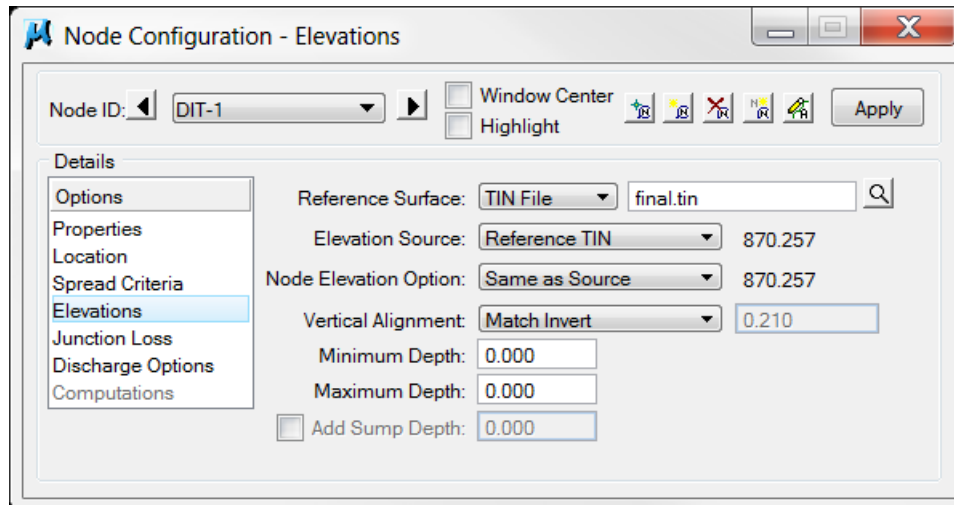 Node Configuration - Elevations
Node ID: DIT-1
Window Center
Highlight
Apply
Details
Options
Properties
Location
Spread Criteria
Elevations
Junction Loss
Discharge Options
Computations
Reference Surface: TIN File final.tin
Elevation Source: Reference TIN 870.257
Node Elevation Option: Same as Source 870.257
Vertical Alignment: Match Invert 0.210
Minimum Depth: 0.000
Maximum Depth: 0.000
Add Sump Depth: 0.000